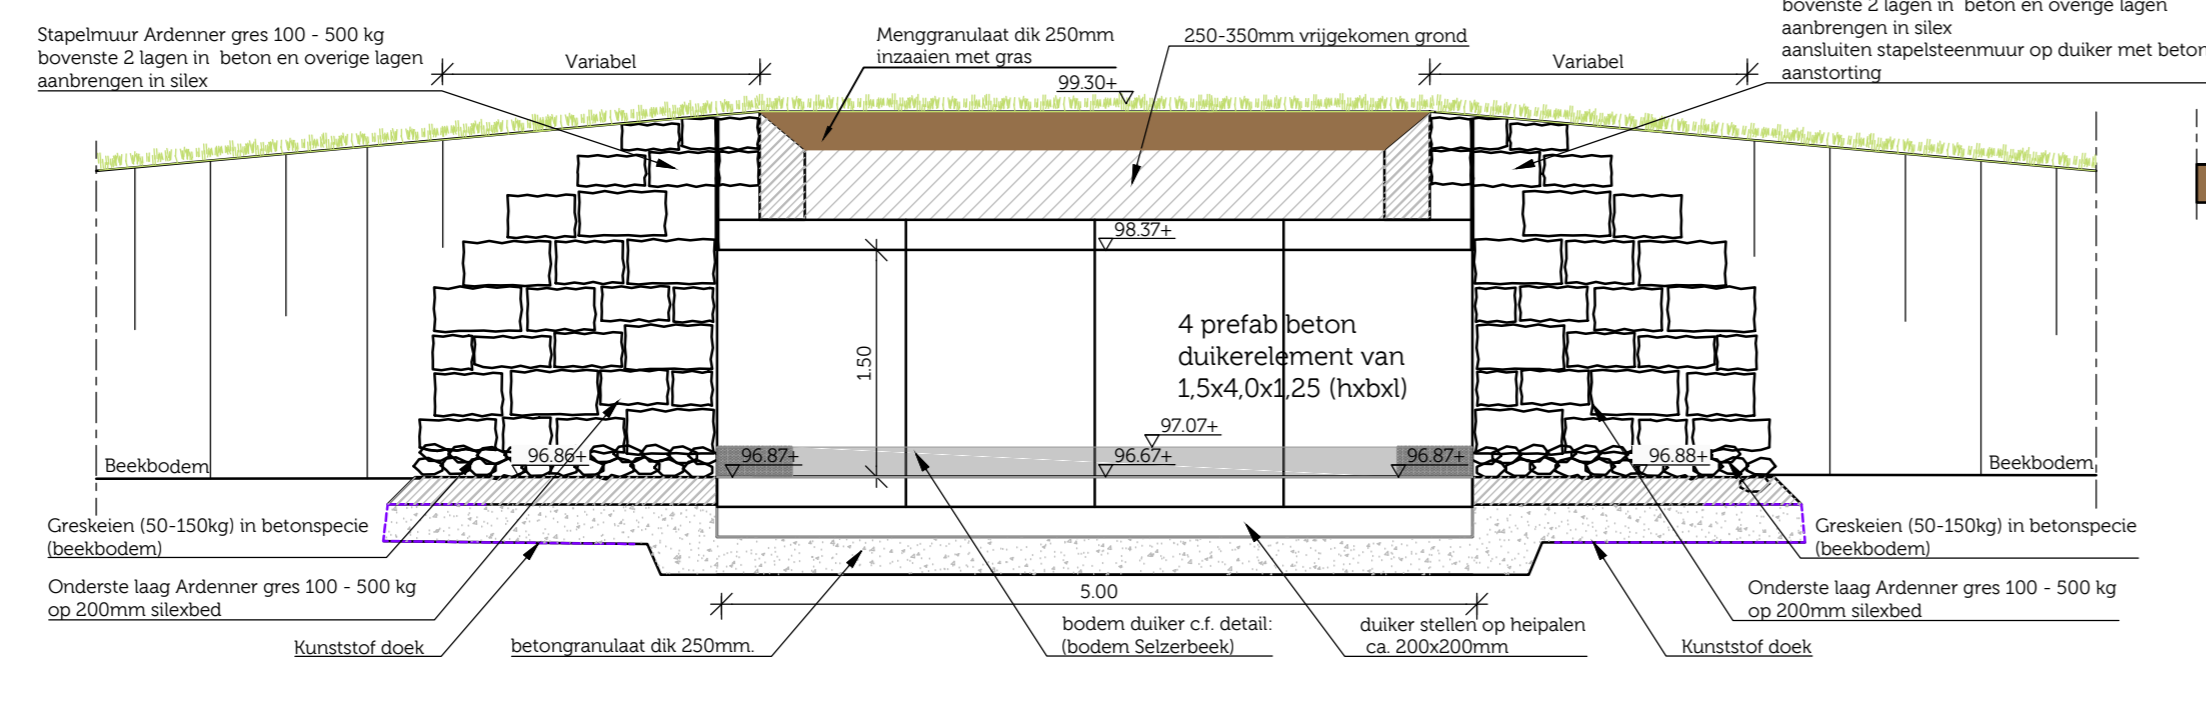 Stapelmuur Ardenner gres 100 - 500 kg
bovenste 2 lagen in beton en overige lagen
aanbrengen in silex
Variabel
Menggranulaat dik 250mm
inzaaien met gras
99.30+
250-350mm vrijgekomen grond
Variabel
bovenste 2 lagen in beton en overige lagen
aanbrengen in silex
aansluiten stapelsteenmuur op duiker met beton
aanstorting
98.37+
1.50
4 prefab beton
duikerelement van
1,5x4,0x1,25 (hxbxl)
97.07+
Beekbodem
96.86+
96.87+
96.67+
96.87+
96.88+
Beekbodem
Greskeien (50-150kg) in betonspecie
(beekbodem)
Onderste laag Ardenner gres 100 - 500 kg
op 200mm silexbed
Kunststof doek
betongranulaat dik 250mm.
5.00
bodem duiker c.f. detail:
(bodem Selzerbeek)
duiker stellen op heipalen
ca. 200x200mm
Greskeien (50-150kg) in betonspecie
(beekbodem)
Onderste laag Ardenner gres 100 - 500 kg
op 200mm silexbed
Kunststof doek